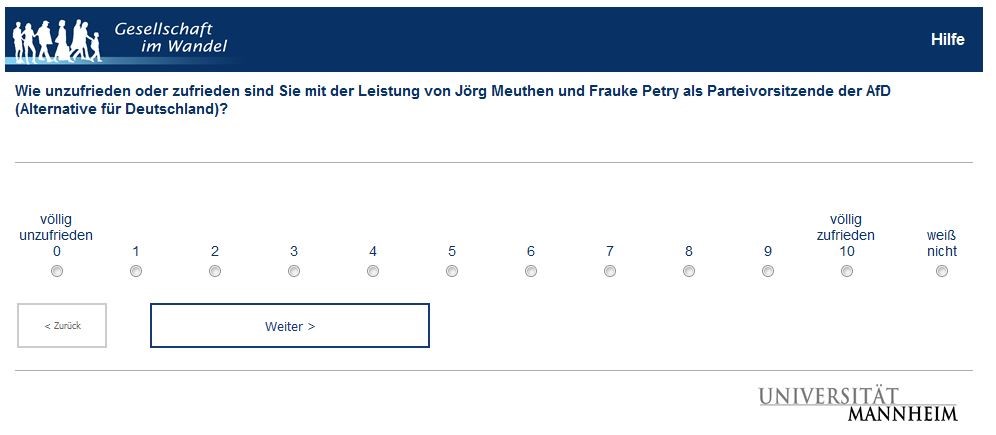 Gesellschaft
im Wandel
Hilfe
Wie unzufrieden oder zufrieden sind Sie mit der Leistung von Jörg Meuthen und Frauke Petry als Parteivorsitzende der AfD
(Alternative für Deutschland)?
völlig
unzufrieden
0 1 2 3 4 5 6 7 8 9
völlig
zufrieden
10
weiß
nicht
< Zurück
Weiter >
UNIVERSITÄT
MANNHEIM